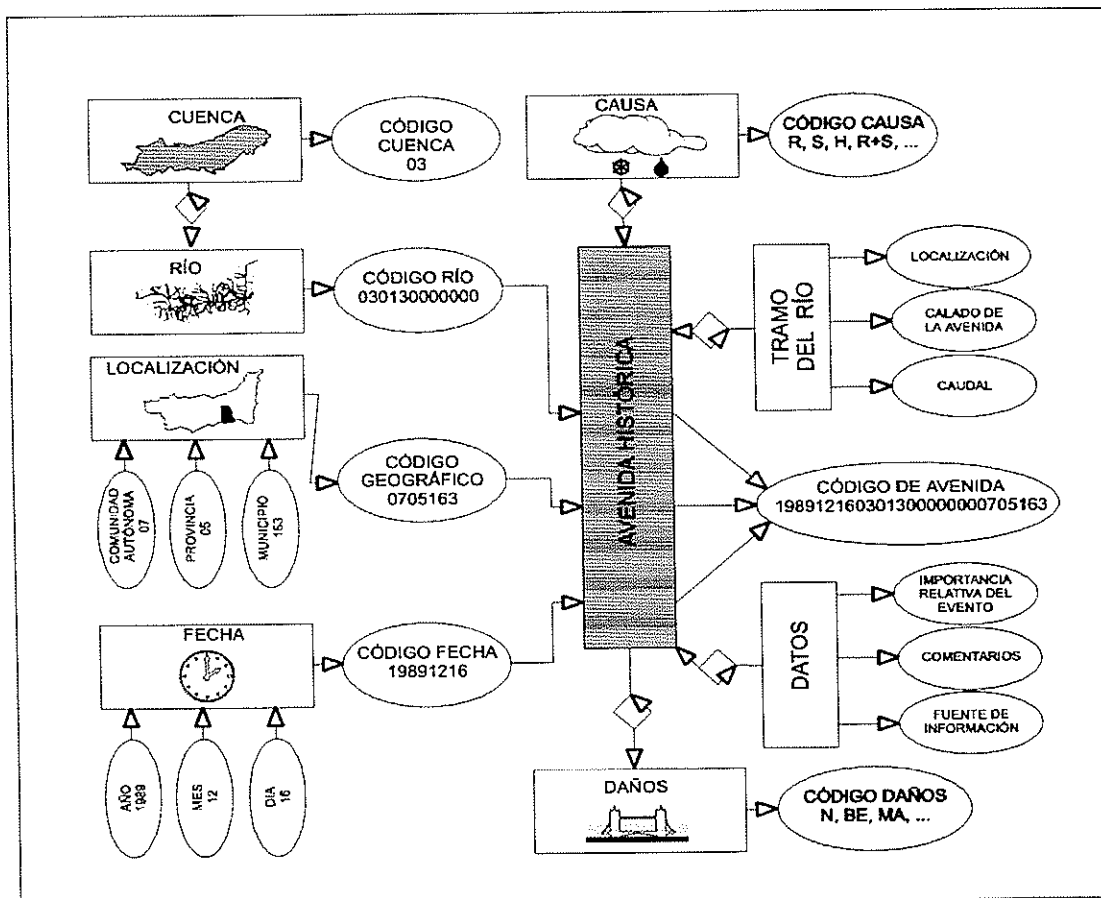 CUENCA
CÓDIGO
CUENCA
03
CAUSA
CÓDIGO CAUSA
R, S, H, R+S, ...
RÍO
CÓDIGO RÍO
030130000000
LOCALIZACIÓN
COMUNIDAD
AUTÓNOMA
07
PROVINCIA
05
MUNICIPIO
163
CÓDIGO
GEOGRÁFICO
0705163
FECHA
AÑO
1989
MES
12
DIA
16
CÓDIGO FECHA
19891216
AVENIDA HISTÓRICA
TRAMO
DEL RÍO
LOCALIZACIÓN
CALADO DE
LA AVENIDA
CAUDAL
CÓDIGO DE AVENIDA
198912160301300000000705163
DATOS
IMPORTANCIA
RELATIVA DEL
EVENTO
COMENTARIOS
FUENTE DE
INFORMACIÓN
DAÑOS
CÓDIGO DAÑOS
N, BE, MA, ...